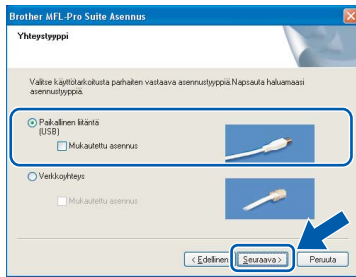 Brother MFL-Pro Suite Asennus
Yhteystyyppi
Valitse käyttötarkoitusta parhaiten vastaava asennustyyppi.Napsauta haluamaasi
asennustyyppiä.
Paikallinen liitäntä
(USB)
Mukautettu asennus
Verkkoyhteys
Mukautettu asennus
< Edellinen
Seuraava >
Peruuta